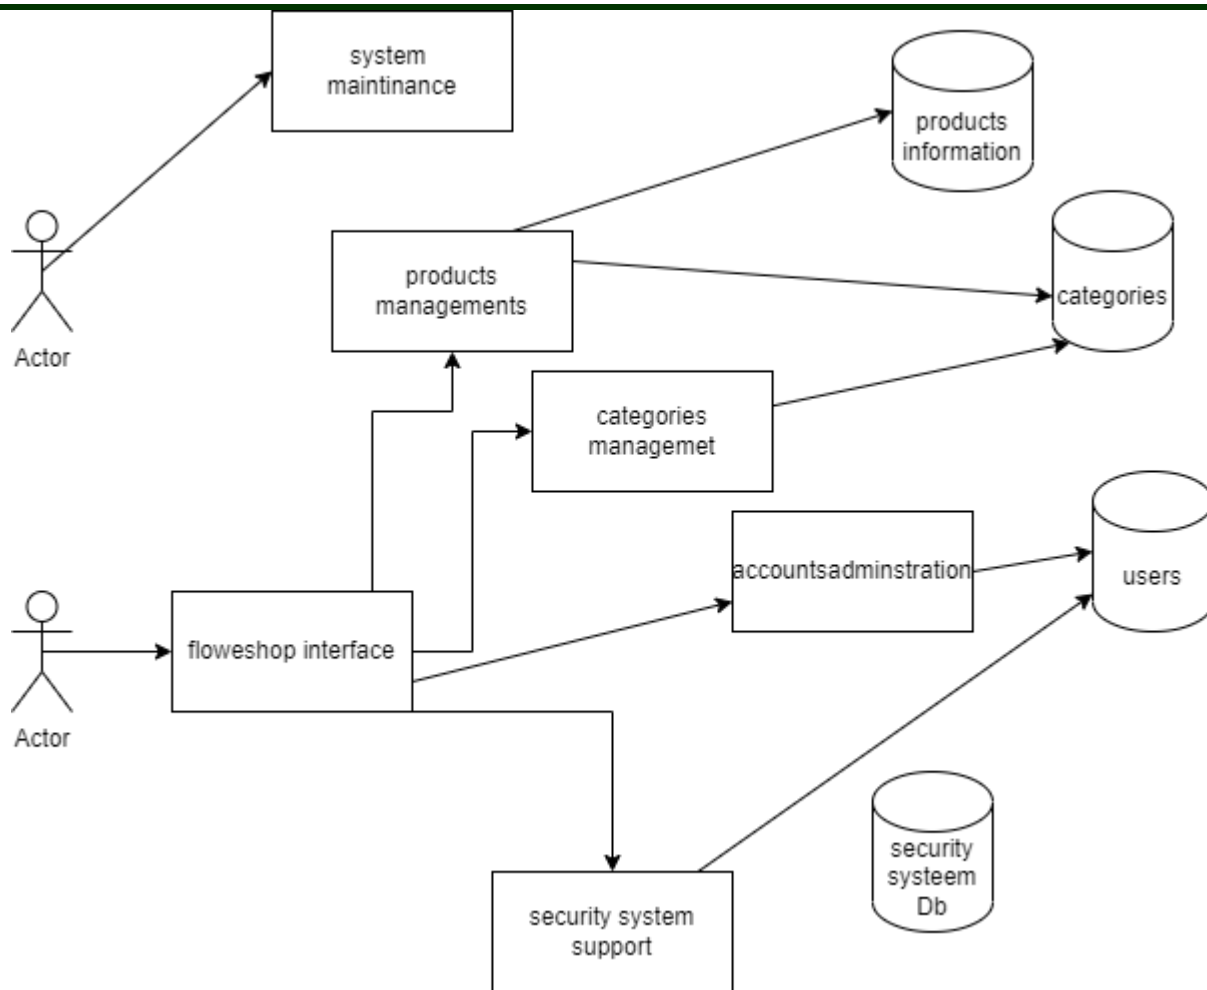 system
maintinance
products
information
products
managements
categories
Actor
categories
managemet
accountsadminstration
users
floweshop interface
Actor
security
systeem
Db
security system
support